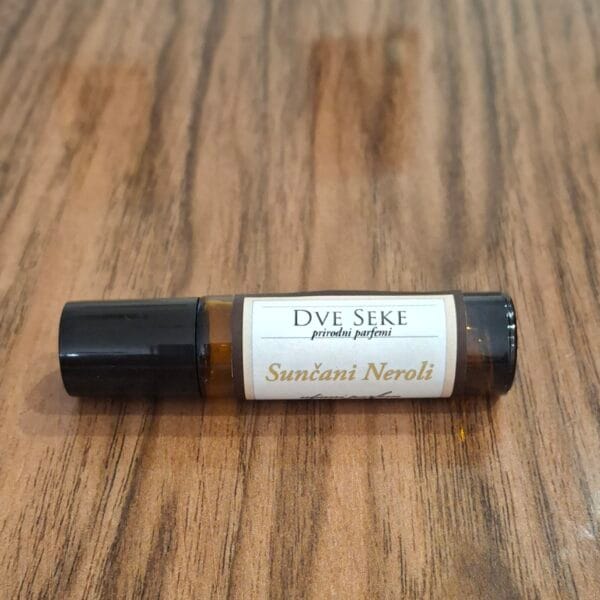 DVE SEKE
prirodni parfemi
Sunčani Neroli